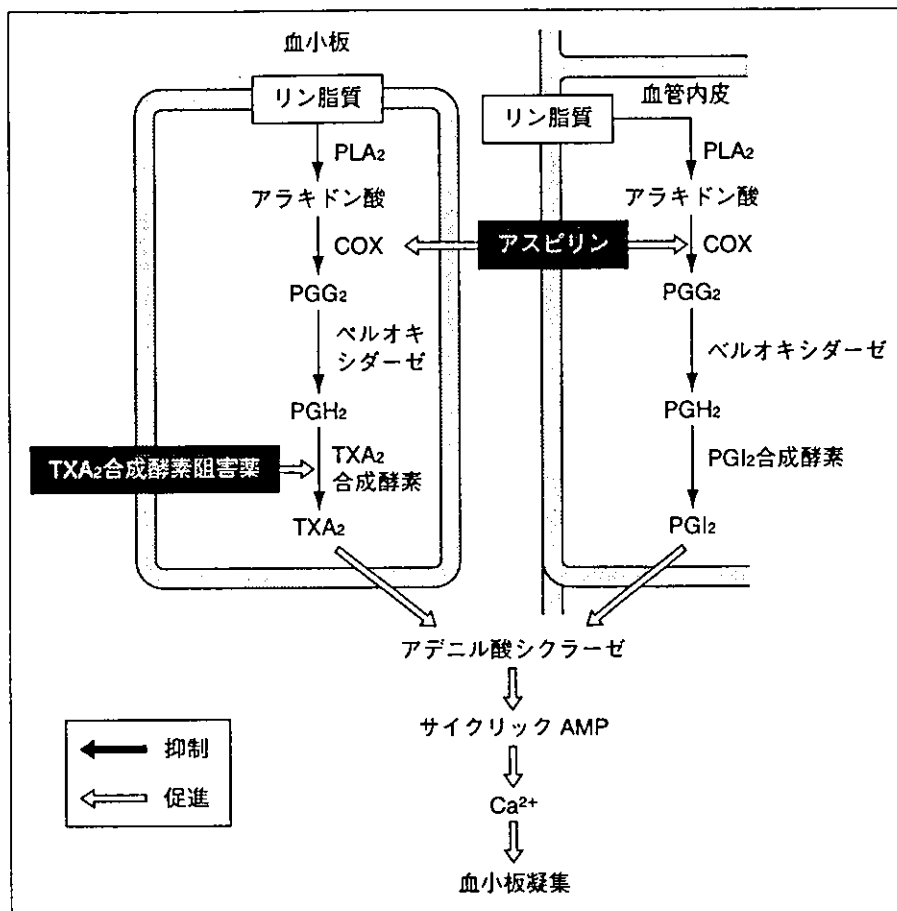 血小板
リン脂質
PLA₂
アラキドン酸
COX
PGG₂
ペルオキ
シダーゼ
PGH₂
TXA₂合成酵素阻害薬
TXA₂
合成酵素
TXA₂
アスピリン
血管内皮
リン脂質
PLA₂
アラキドン酸
COX
PGG₂
ペルオキシダーゼ
PGH₂
PGI₂合成酵素
PGI₂
アデニル酸シクラーゼ
サイクリック AMP
Ca²⁺
血小板凝集
抑制
促進